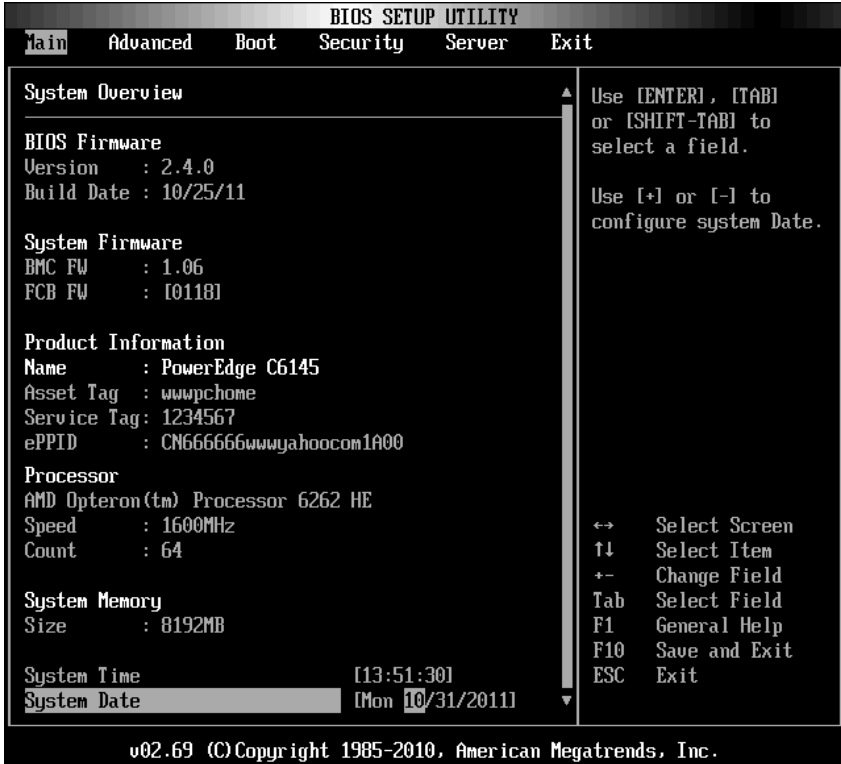 BIOS SETUP UTILITY
Main Advanced Boot Security Server Exit
System Overview
BIOS Firmware
Version : 2.4.0
Build Date : 10/25/11
System Firmware
BMC FW : 1.06
FCB FW : [0118]
Product Information
Name : PowerEdge C6145
Asset Tag : wwwpchome
Service Tag: 1234567
ePPID : CN666666wwwyahoocom1A00
Processor
AMD Opteron(tm) Processor 6262 HE
Speed : 1600MHz
Count : 64
System Memory
Size : 8192MB
System Time [13:51:30]
System Date [Mon 10/31/2011]
Use [ENTER], [TAB]
or [SHIFT-TAB] to
select a field.
Use [+] or [-] to
configure system Date.
↔ Select Screen
↑↓ Select Item
+- Change Field
Tab Select Field
F1 General Help
F10 Save and Exit
ESC Exit
v02.69 (C)Copyright 1985-2010, American Megatrends, Inc.